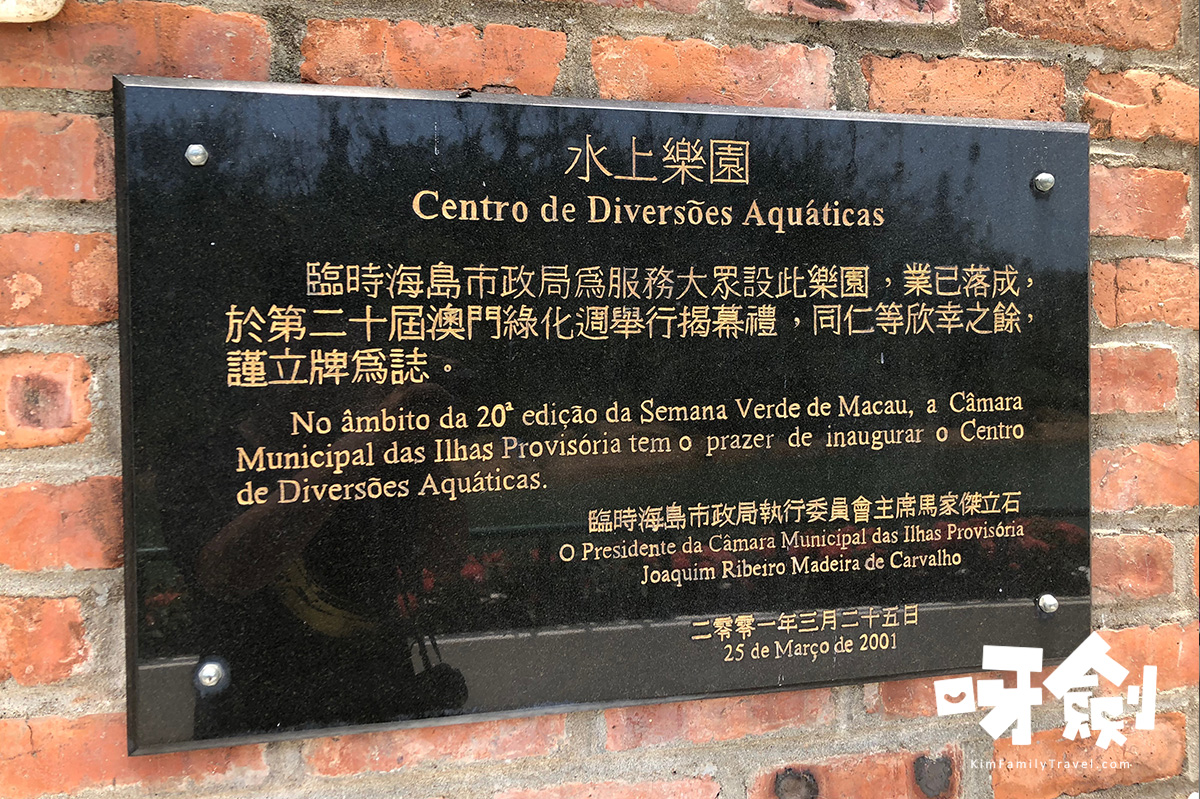 水上樂園
Centro de Diversões Aquáticas
臨時海島市政局為服務大眾設此樂園，業已落成，
於第二十屆澳門綠化週舉行揭幕禮，同仁等欣幸之餘，
謹立牌為誌。
No âmbito da 20ª edição da Semana Verde de Macau, a Câmara
Municipal das Ilhas Provisória tem o prazer de inaugurar o Centro
de Diversões Aquáticas.
臨時海島市政局執行委員會主席馬家傑立石
O Presidente da Câmara Municipal das Ilhas Provisória
Joaquim Ribeiro Madeira de Carvalho
二零零一年三月二十五日
25 de Março de 2001
呀劍
KimFamilyTravel.com